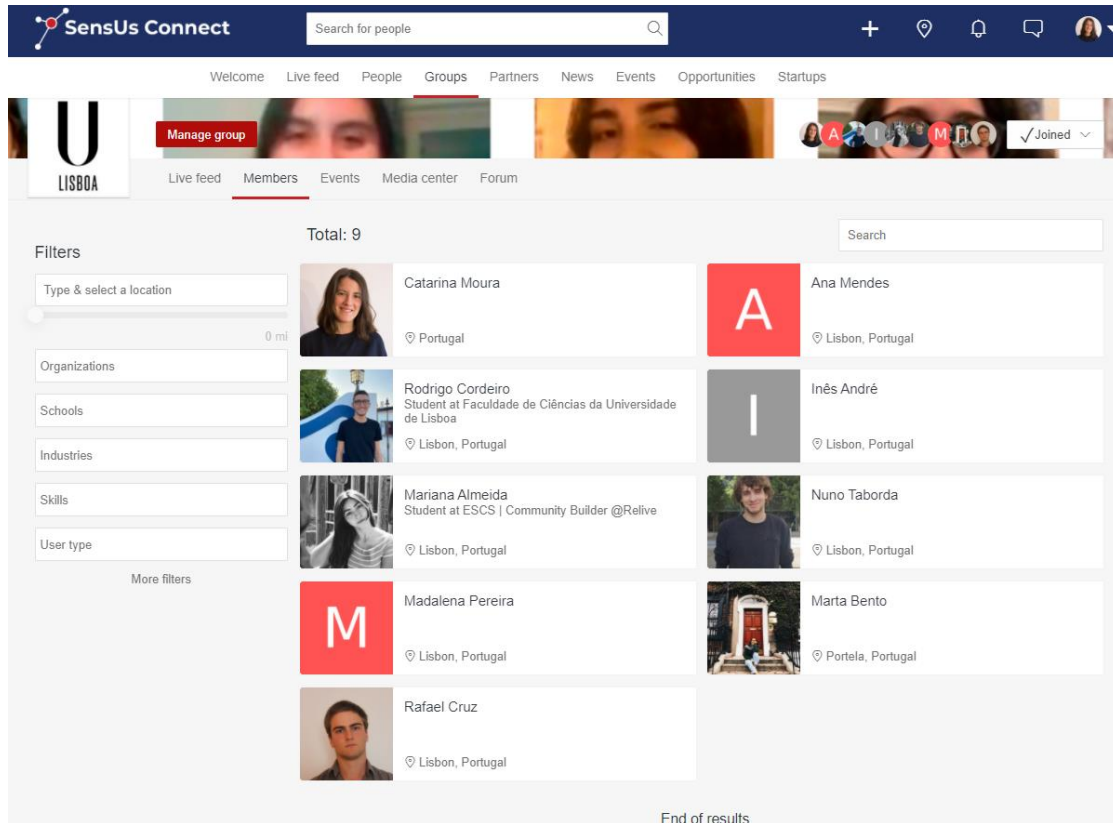 SensUs Connect
Search for people
Welcome Live feed People Groups Partners News Events Opportunities Startups
U
LISBOA
Manage group
A I M
Joined
Live feed Members Events Media center Forum
Filters
Type & select a location
0 mi
Organizations
Schools
Industries
Skills
User type
More filters
Total: 9
Search
Catarina Moura
Portugal
A
Ana Mendes
Lisbon, Portugal
Rodrigo Cordeiro
Student at Faculdade de Ciências da Universidade
de Lisboa
Lisbon, Portugal
I
Inês André
Lisbon, Portugal
Mariana Almeida
Student at ESCS | Community Builder @Relive
Lisbon, Portugal
Nuno Taborda
Lisbon, Portugal
M
Madalena Pereira
Lisbon, Portugal
Marta Bento
Portela, Portugal
Rafael Cruz
Lisbon, Portugal
End of results